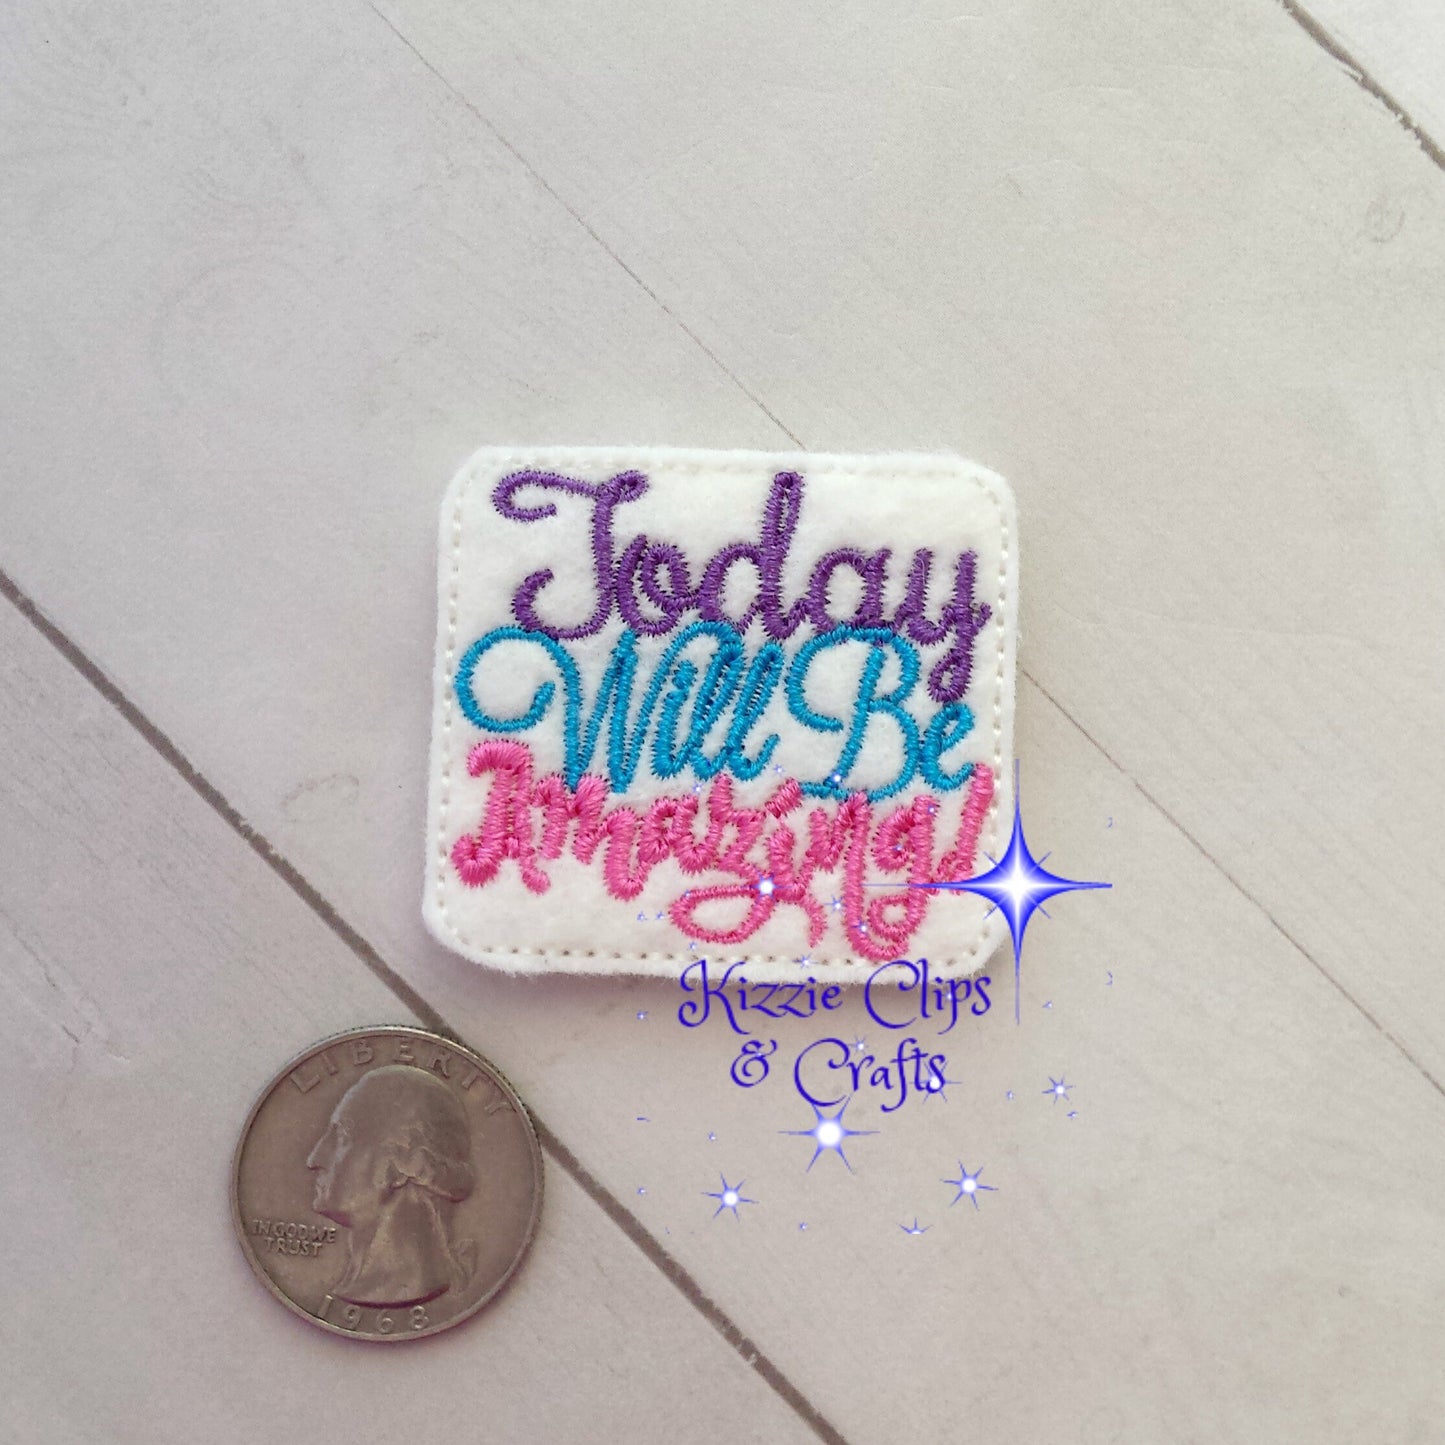 Today
Will Be
Amazing!
Kizzie Clips
& Crafts
LIBERTY
IN GOD WE
TRUST
1968